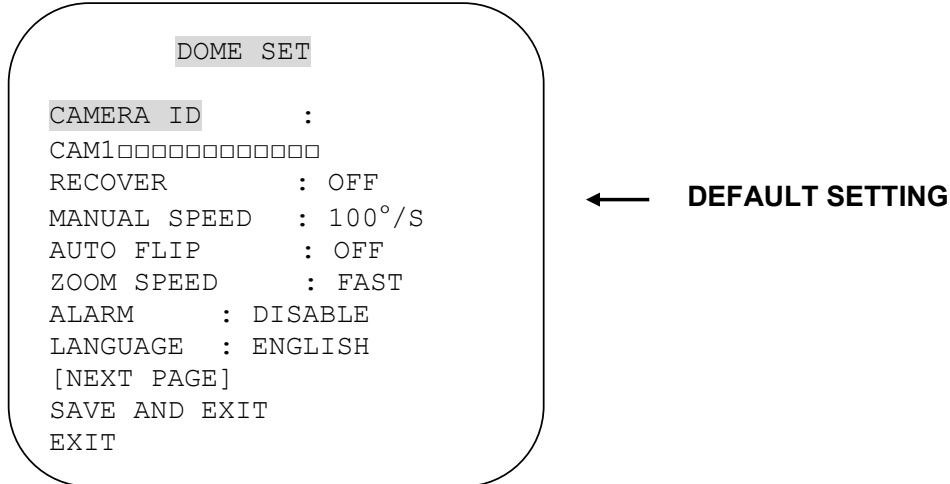 DOME SET
CAMERA ID :
CAM1□□□□□□□□□□□□
RECOVER : OFF
MANUAL SPEED : 100°/S
AUTO FLIP : OFF
ZOOM SPEED : FAST
ALARM : DISABLE
LANGUAGE : ENGLISH
[NEXT PAGE]
SAVE AND EXIT
EXIT
DEFAULT SETTING